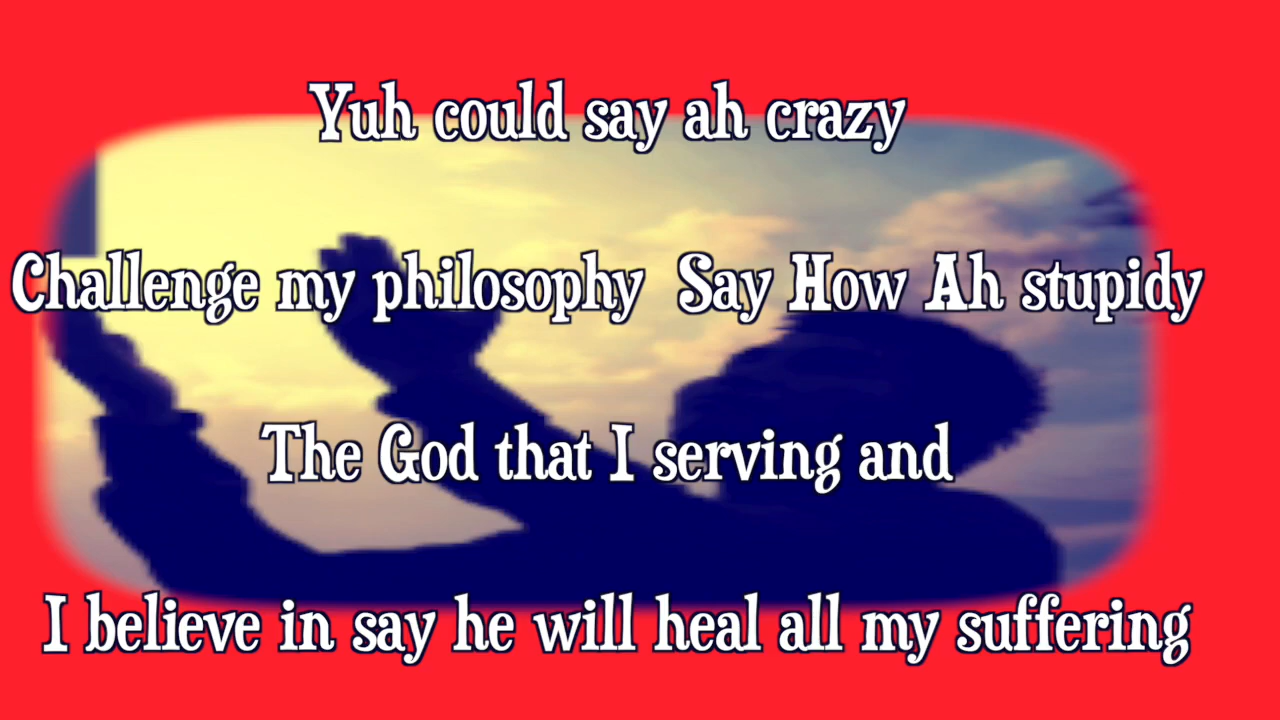 Yuh could say ah crazy
Challenge my philosophy Say How Ah stupidy
The God that I serving and
I believe in say he will heal all my suffering